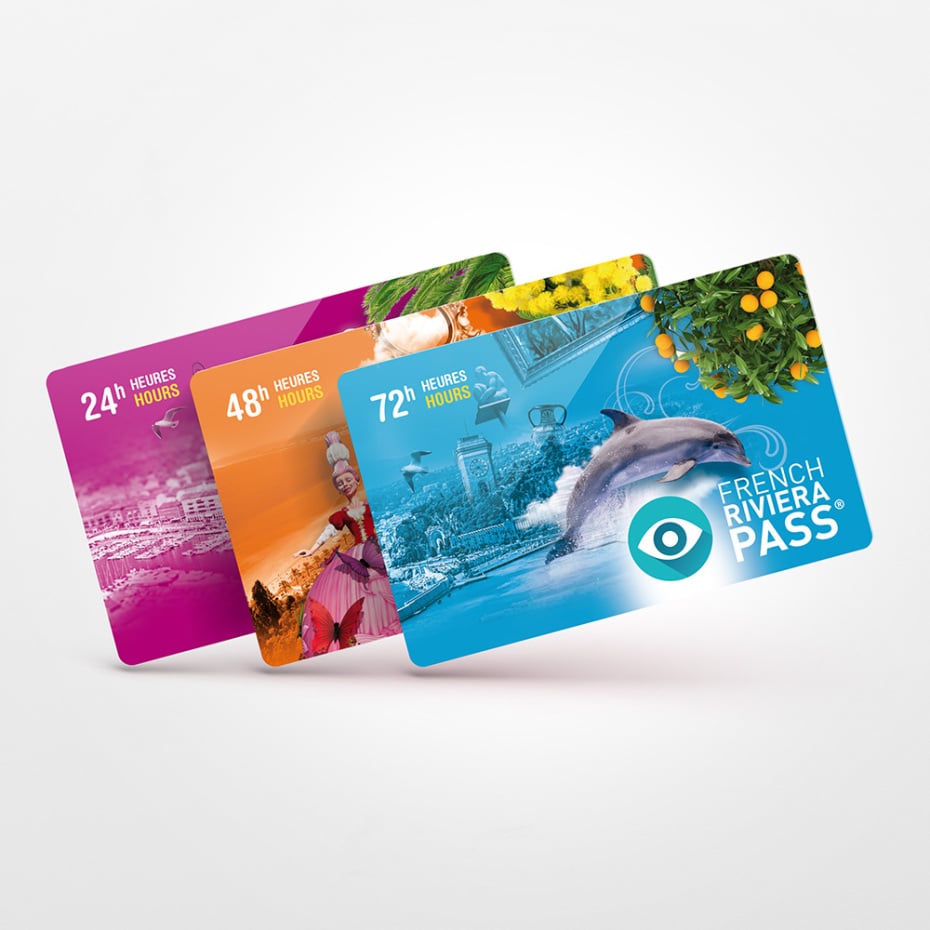 24h HEURES
HOURS
48h HEURES
HOURS
72h HEURES
HOURS
FRENCH
RIVIERA
PASS®